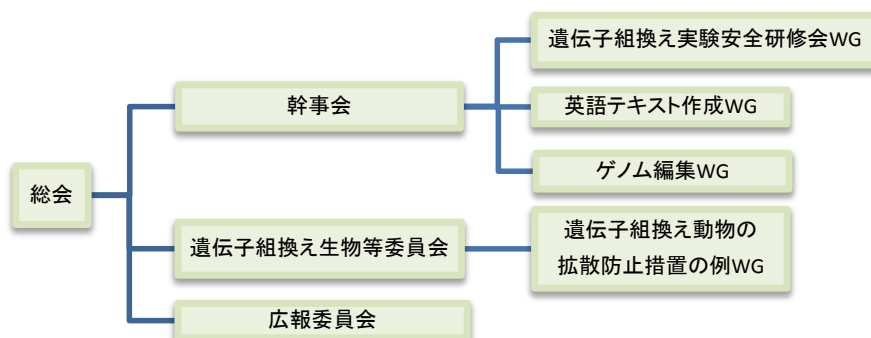 遺伝子組換え実験安全研修会WG
幹事会
英語テキスト作成WG
ゲノム編集WG
総会
遺伝子組換え生物等委員会
遺伝子組換え動物の
拡散防止措置の例WG
広報委員会